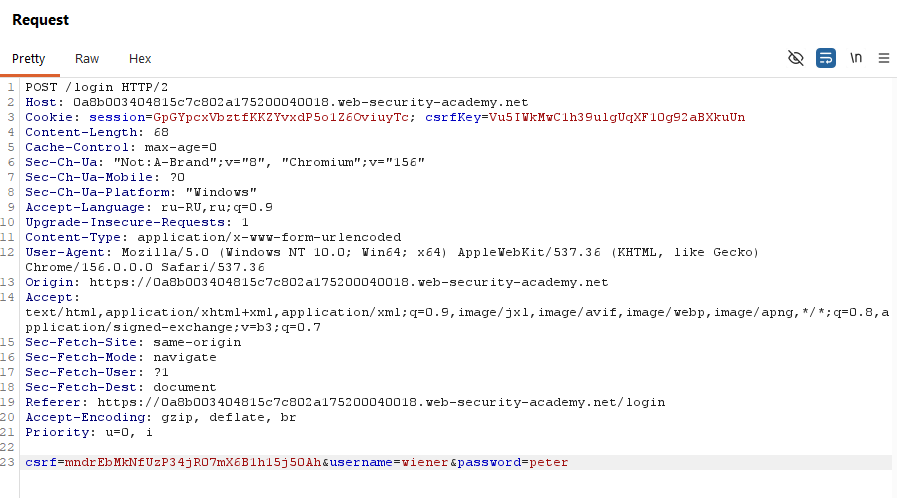 Request
Pretty Raw Hex \n
1 POST /login HTTP/2
2 Host: 0a8b003404815c7c802a175200040018.web-security-academy.net
3 Cookie: session=GpGYpcxVbztfKKZYvxdP5o1Z6OviuyTc; csrfKey=Vu5IWkMwC1h39ulgUqXF1Og92aBXkuUn
4 Content-Length: 68
5 Cache-Control: max-age=0
6 Sec-Ch-Ua: "Not:A-Brand";v="8", "Chromium";v="156"
7 Sec-Ch-Ua-Mobile: ?0
8 Sec-Ch-Ua-Platform: "Windows"
9 Accept-Language: ru-RU,ru;q=0.9
10 Upgrade-Insecure-Requests: 1
11 Content-Type: application/x-www-form-urlencoded
12 User-Agent: Mozilla/5.0 (Windows NT 10.0; Win64; x64) AppleWebKit/537.36 (KHTML, like Gecko)
Chrome/156.0.0.0 Safari/537.36
13 Origin: https://0a8b003404815c7c802a175200040018.web-security-academy.net
14 Accept:
text/html,application/xhtml+xml,application/xml;q=0.9,image/jxl,image/avif,image/webp,image/apng,*/*;q=0.8,a
pplication/signed-exchange;v=b3;q=0.7
15 Sec-Fetch-Site: same-origin
16 Sec-Fetch-Mode: navigate
17 Sec-Fetch-User: ?1
18 Sec-Fetch-Dest: document
19 Referer: https://0a8b003404815c7c802a175200040018.web-security-academy.net/login
20 Accept-Encoding: gzip, deflate, br
21 Priority: u=0, i
22
23 csrf=mndrEbMkNfUzP34jRO7mX6B1h15j5OAh&username=wiener&password=peter